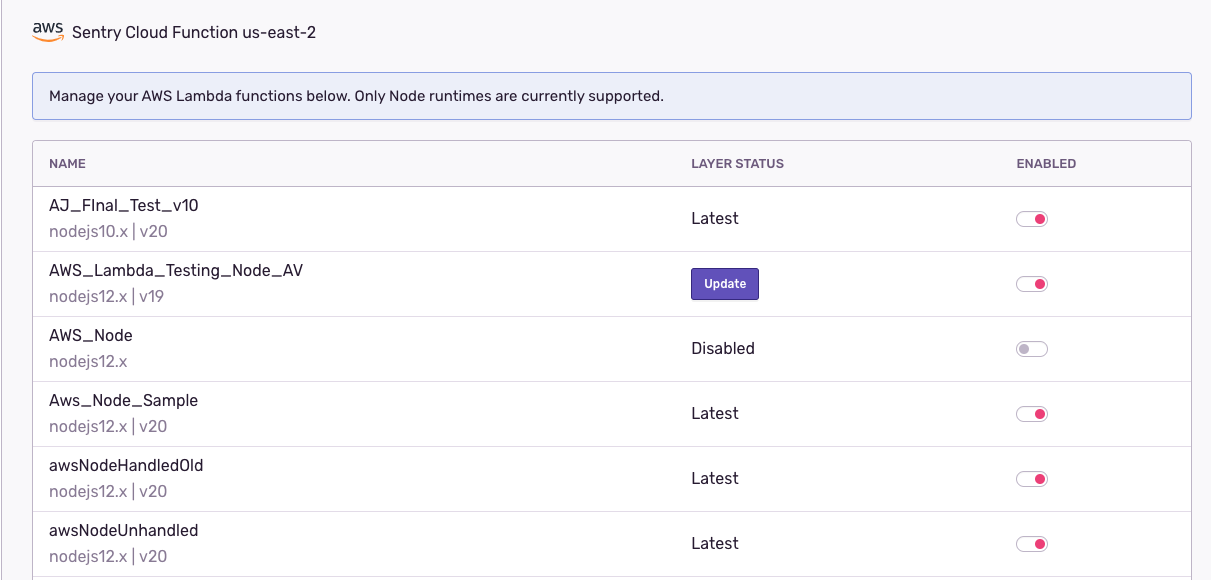 aws Sentry Cloud Function us-east-2
Manage your AWS Lambda functions below. Only Node runtimes are currently supported.
NAME LAYER STATUS ENABLED
AJ_FInal_Test_v10
nodejs10.x | v20
Latest
AWS_Lambda_Testing_Node_AV
nodejs12.x | v19
Update
AWS_Node
nodejs12.x
Disabled
Aws_Node_Sample
nodejs12.x | v20
Latest
awsNodeHandledOld
nodejs12.x | v20
Latest
awsNodeUnhandled
nodejs12.x | v20
Latest